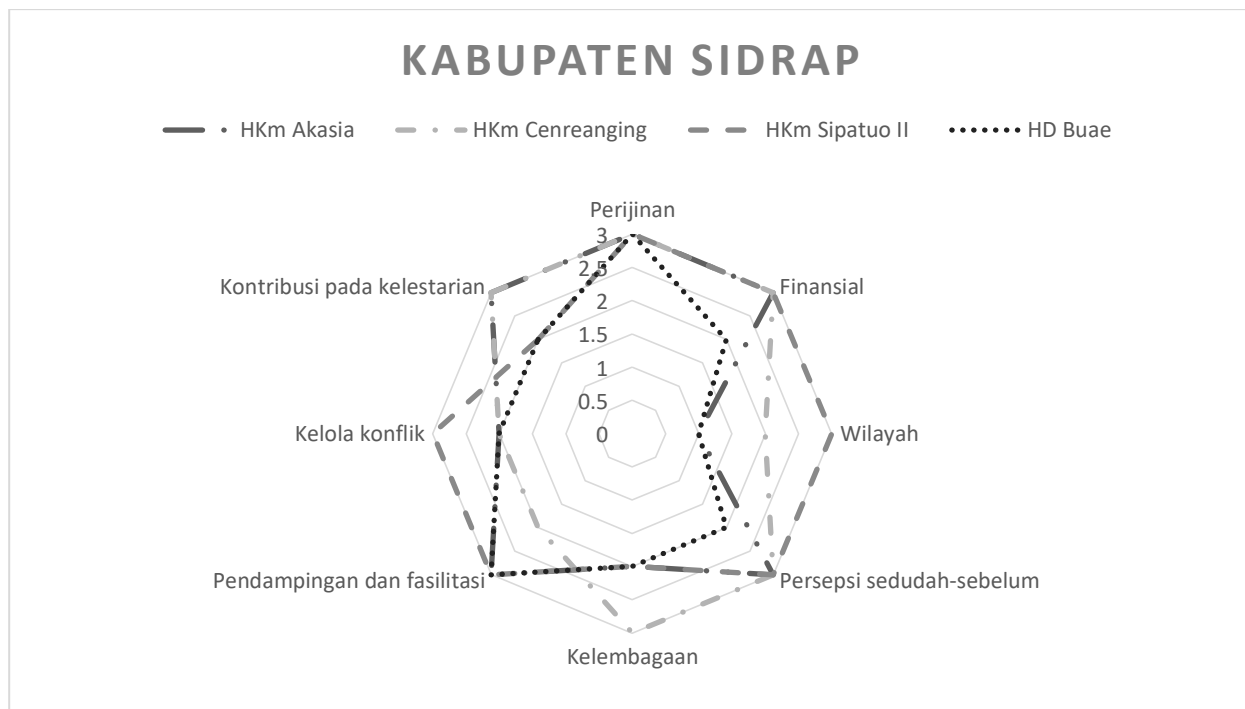 KABUPATEN SIDRAP
HKm Akasia HKm Cenreanging HKm Sipatuo II HD Buae
Perijinan
3
2.5
2
1.5
1
0.5
0
Kontribusi pada kelestarian
Finansial
Kelola konflik
Wilayah
Pendampingan dan fasilitasi
Persepsi sedudah-sebelum
Kelembagaan